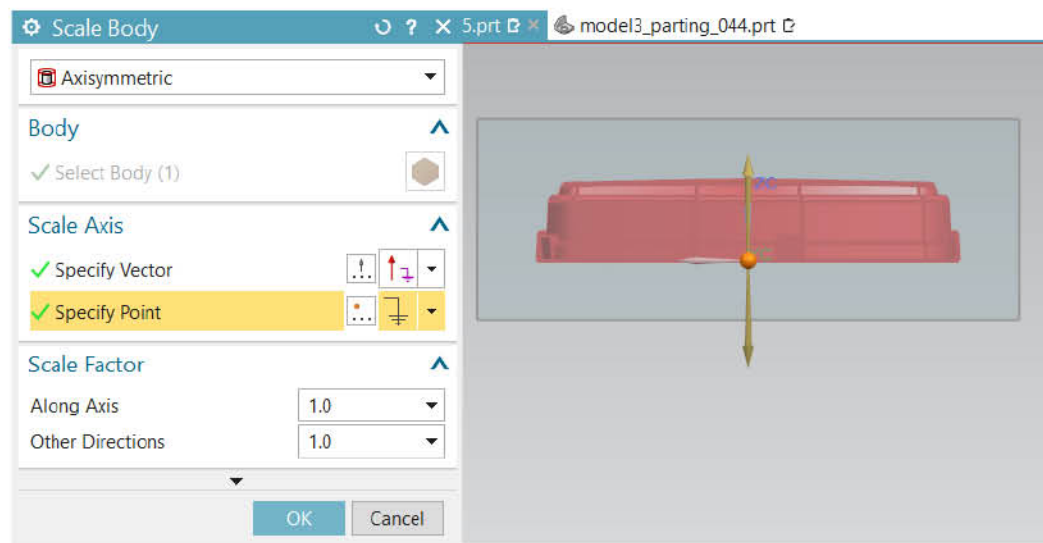 Scale Body
?
5.prt
model3_parting_044.prt
Axisymmetric
Body
Select Body (1)
Scale Axis
Specify Vector
Specify Point
Scale Factor
Along Axis 1.0
Other Directions 1.0
OK Cancel